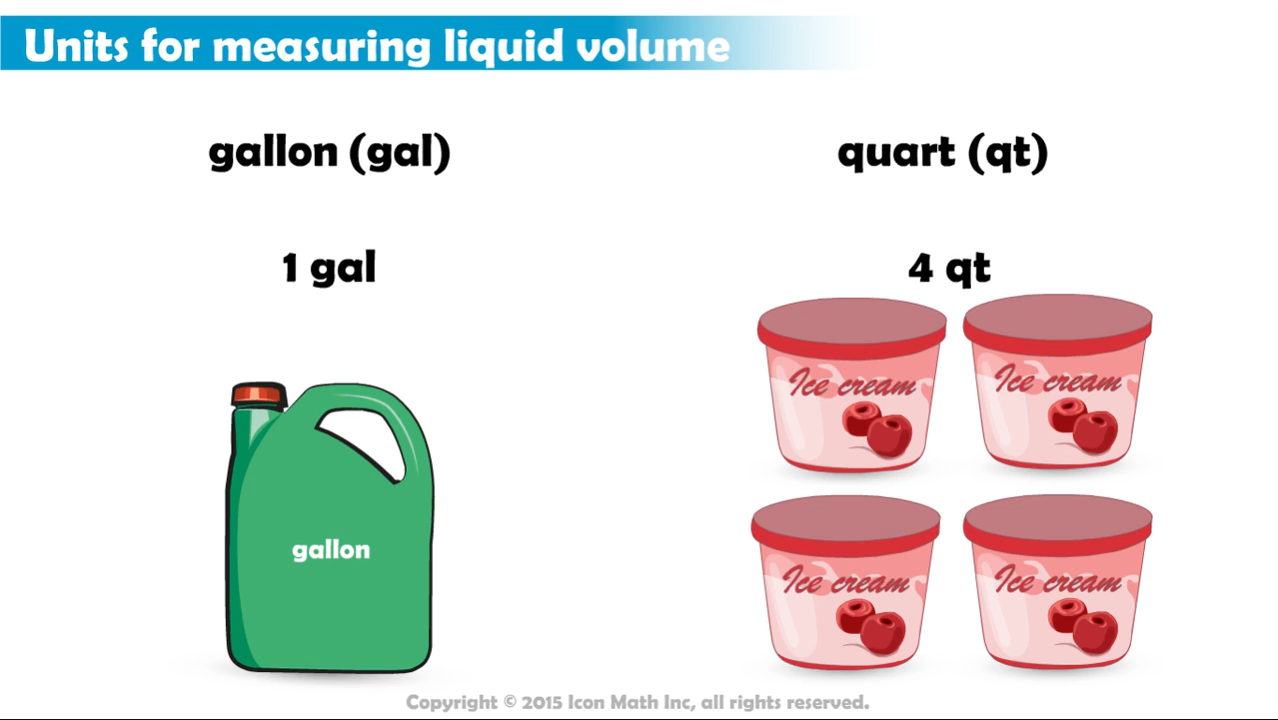 Units for measuring liquid volume
gallon (gal)
quart (qt)
1 gal
4 qt
Ice cream
Ice cream
gallon
Ice cream
Ice cream
Copyright © 2015 Icon Math Inc, all rights reserved.